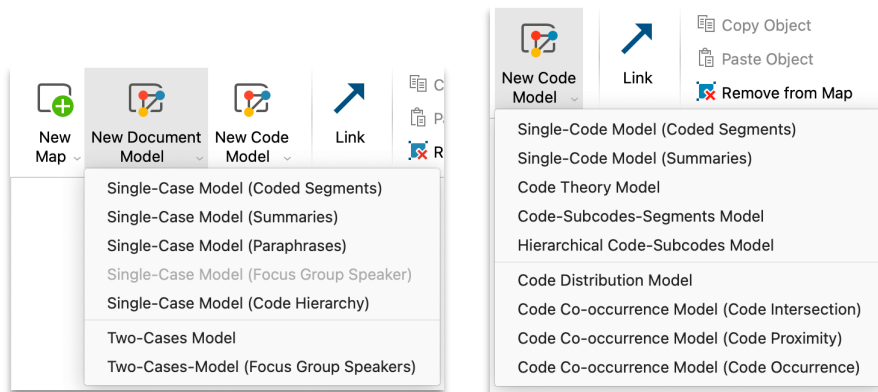 New
Map
New Document
Model
New Code
Model
Link
C
P
R
Single-Case Model (Coded Segments)
Single-Case Model (Summaries)
Single-Case Model (Paraphrases)
Single-Case Model (Focus Group Speaker)
Single-Case Model (Code Hierarchy)
Two-Cases Model
Two-Cases-Model (Focus Group Speakers)
New Code
Model
Link
Copy Object
Paste Object
Remove from Map
Single-Code Model (Coded Segments)
Single-Code Model (Summaries)
Code Theory Model
Code-Subcodes-Segments Model
Hierarchical Code-Subcodes Model
Code Distribution Model
Code Co-occurrence Model (Code Intersection)
Code Co-occurrence Model (Code Proximity)
Code Co-occurrence Model (Code Occurrence)